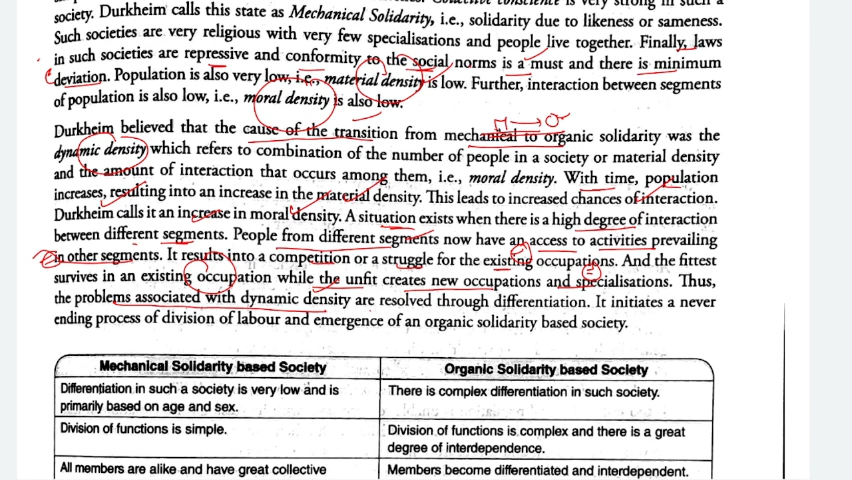 society. Durkheim calls this state as Mechanical Solidarity, i.e., solidarity due to likeness or sameness.
Such societies are very religious with very few specialisations and people live together. Finally, laws
in such societies are repressive and conformity to the social norms is a must and there is minimum
deviation. Population is also very low, i.e., material density is low. Further, interaction between segments
of population is also low, i.e., moral density is also low.
M → O
Durkheim believed that the cause of the transition from mechanical to organic solidarity was the
dynamic density which refers to combination of the number of people in a society or material density
and the amount of interaction that occurs among them, i.e., moral density. With time, population
increases, resulting into an increase in the material density. This leads to increased chances of interaction.
Durkheim calls it an increase in moral density. A situation exists when there is a high degree of interaction
between different segments. People from different segments now have an access to activities prevailing
in other segments. It results into a competition or a struggle for the existing occupations. And the fittest
survives in an existing occupation while the unfit creates new occupations and specialisations. Thus,
the problems associated with dynamic density are resolved through differentiation. It initiates a never
ending process of division of labour and emergence of an organic solidarity based society.
Mechanical Solidarity based Society
Organic Solidarity based Society
Differentiation in such a society is very low and is
primarily based on age and sex.
There is complex differentiation in such society.
Division of functions is simple.
Division of functions is complex and there is a great
degree of interdependence.
All members are alike and have great collective
Members become differentiated and interdependent.